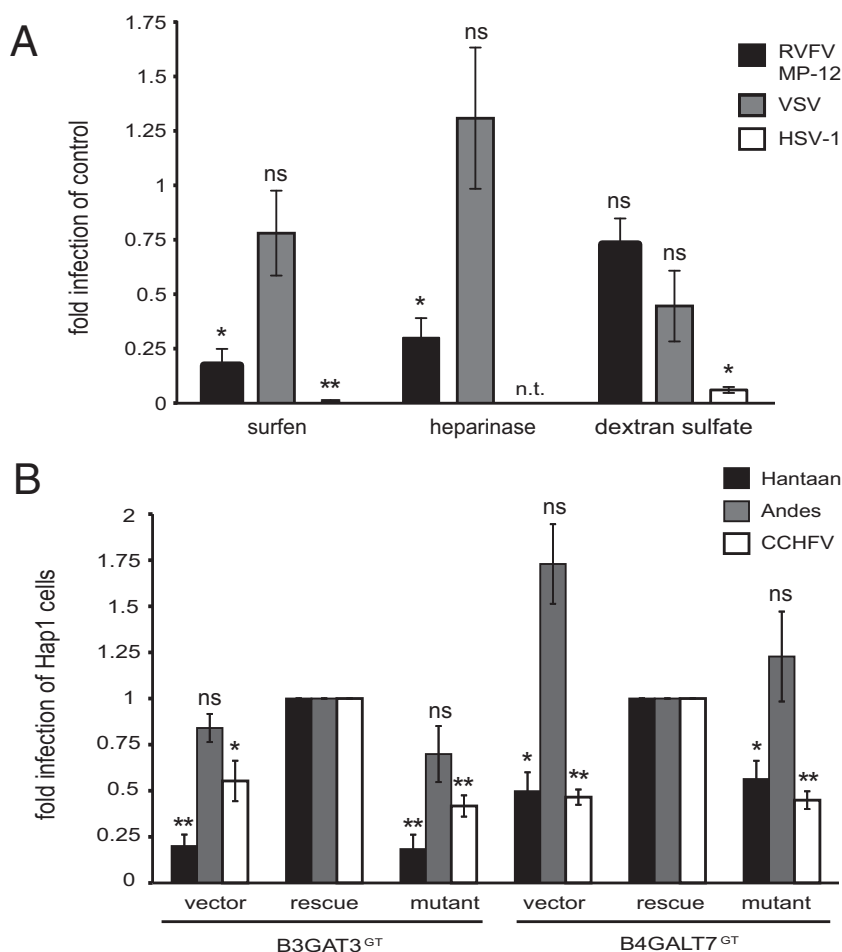 A
fold infection of control
1.75
1.5
1.25
1
0.75
0.5
0.25
0
* ns **
* ns n.t.
ns ns *
surfen heparinase dextran sulfate
RVFV
MP-12
VSV
HSV-1
B
fold infection of Hap1 cells
2
1.75
1.5
1.25
1
0.75
0.5
0.25
0
** ns *
** ns **
* ns **
* ns **
vector rescue mutant vector rescue mutant
B3GAT3GT B4GALT7GT
Hantaan
Andes
CCHFV